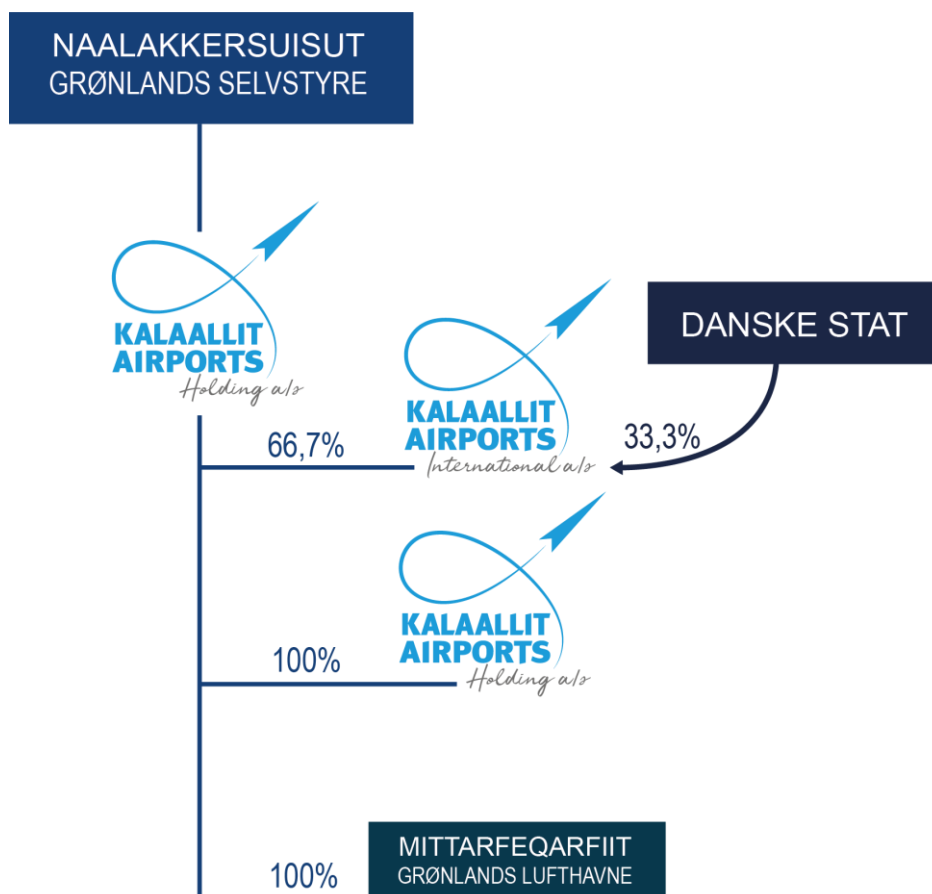 NAALAKKERSUISUT
GRØNLANDS SELVSTYRE
KALAALLIT
AIRPORTS
Holding a/s
KALAALLIT
AIRPORTS
International a/s
DANSKE STAT
66,7%
33,3%
KALAALLIT
AIRPORTS
Holding a/s
100%
MITTARFEQARFIIT
GRØNLANDS LUFTHAVNE
100%